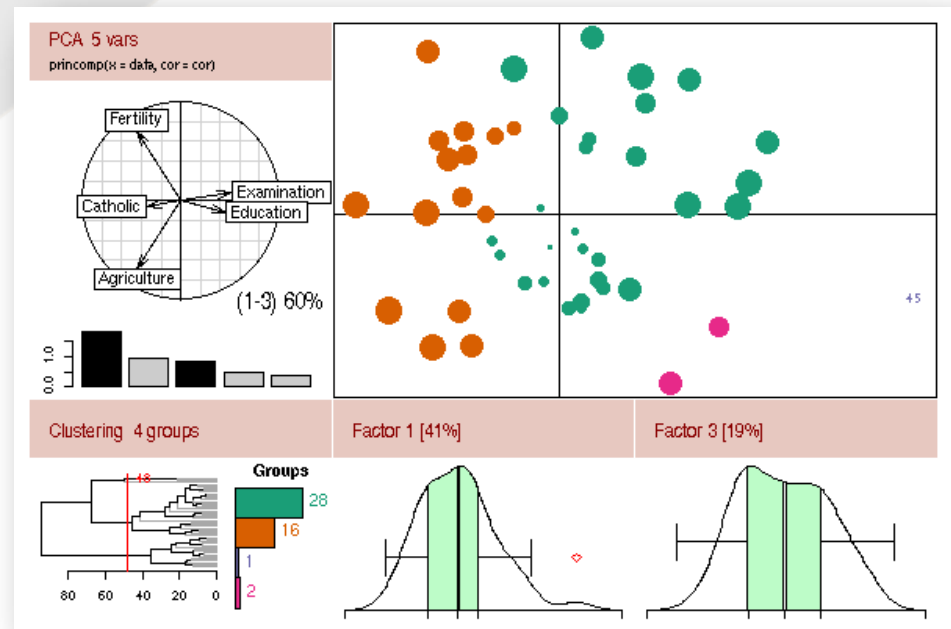 PCA 5 vars
princomp(x = data, cor = cor)
Fertility
Examination
Catholic
Education
Agriculture
(1-3) 60%
45
0.0 1.0
Clustering 4 groups
Factor 1 [41%]
Factor 3 [19%]
Groups
48
28
16
1
2
80 60 40 20 0